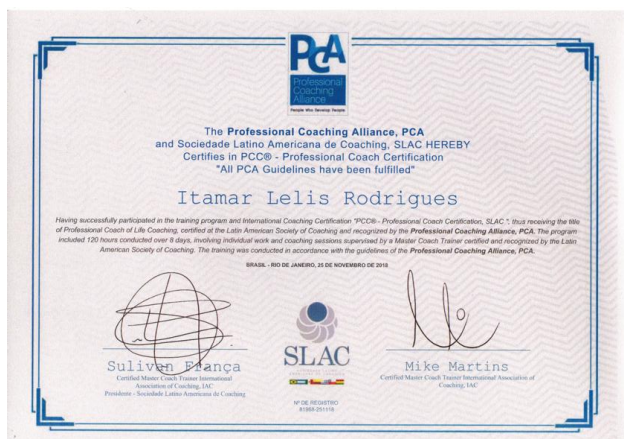 PCA
Professional
Coaching
Alliance
People Who Develop People
The Professional Coaching Alliance, PCA
and Sociedade Latino Americana de Coaching, SLAC HEREBY
Certifies in PCC® - Professional Coach Certification
"All PCA Guidelines have been fulfilled"
Itamar Lelis Rodrigues
Having successfully participated in the training program and International Coaching Certification "PCC® - Professional Coach Certification, SLAC ", thus receiving the title
of Professional Coach of Life Coaching, certified at the Latin American Society of Coaching and recognized by the Professional Coaching Alliance, PCA. The program
included 120 hours conducted over 8 days, involving individual work and coaching sessions supervised by a Master Coach Trainer certified and recognized by the Latin
American Society of Coaching. The training was conducted in accordance with the guidelines of the Professional Coaching Alliance, PCA.
BRASIL - RIO DE JANEIRO, 25 DE NOVEMBRO DE 2018
Sulivan França
Certified Master Coach Trainer International
Association of Coaching, IAC
Presidente - Sociedade Latino Americana de Coaching
SLAC
Mike Martins
Certified Master Coach Trainer International Association of
Coaching, IAC
Nº DE REGISTRO